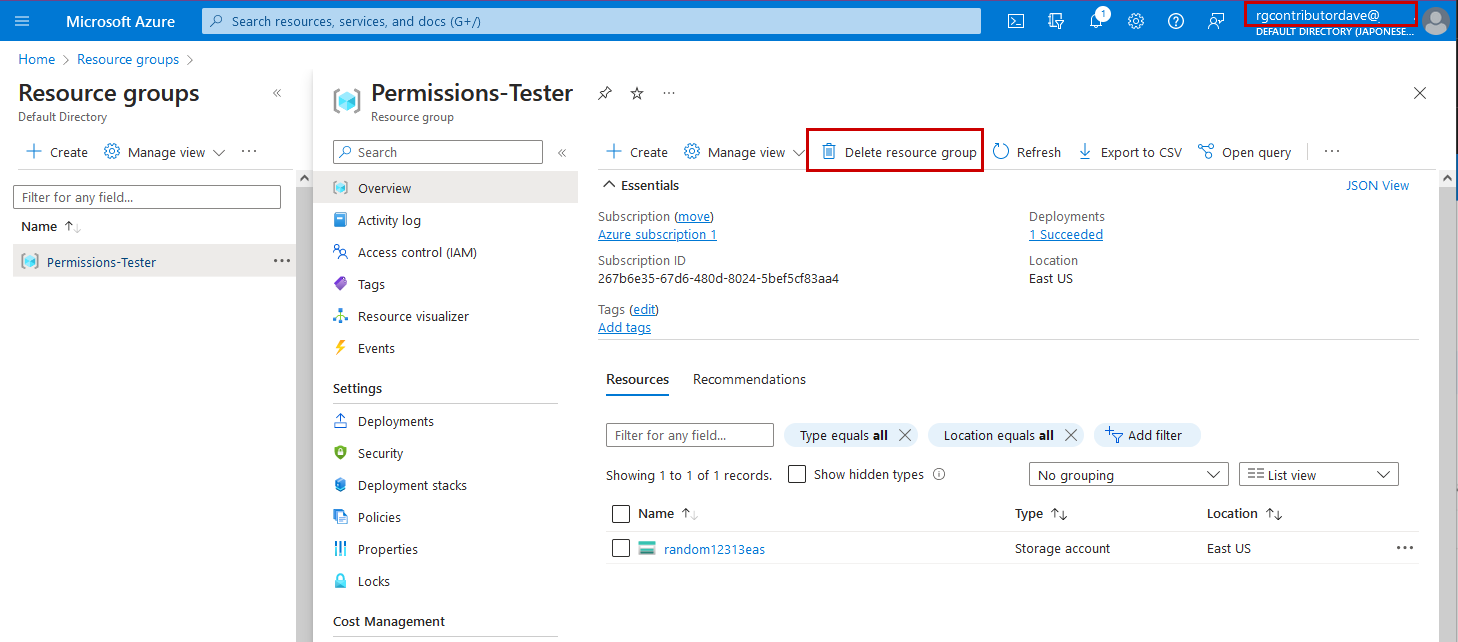 Microsoft Azure
Search resources, services, and docs (G+/)
1
rgcontributordave@
DEFAULT DIRECTORY (JAPONESE...
Home > Resource groups >
Resource groups
Default Directory
Create
Manage view
Filter for any field...
Name
Permissions-Tester
Permissions-Tester
Resource group
Search
Overview
Activity log
Access control (IAM)
Tags
Resource visualizer
Events
Settings
Deployments
Security
Deployment stacks
Policies
Properties
Locks
Cost Management
Create
Manage view
Delete resource group
Refresh
Export to CSV
Open query
Essentials
JSON View
Subscription (move)
Azure subscription 1
Subscription ID
267b6e35-67d6-480d-8024-5bef5cf83aa4
Tags (edit)
Add tags
Deployments
1 Succeeded
Location
East US
Resources
Recommendations
Filter for any field...
Type equals all
Location equals all
Add filter
Showing 1 to 1 of 1 records.
Show hidden types
No grouping
List view
Name
Type
Location
random12313eas
Storage account
East US